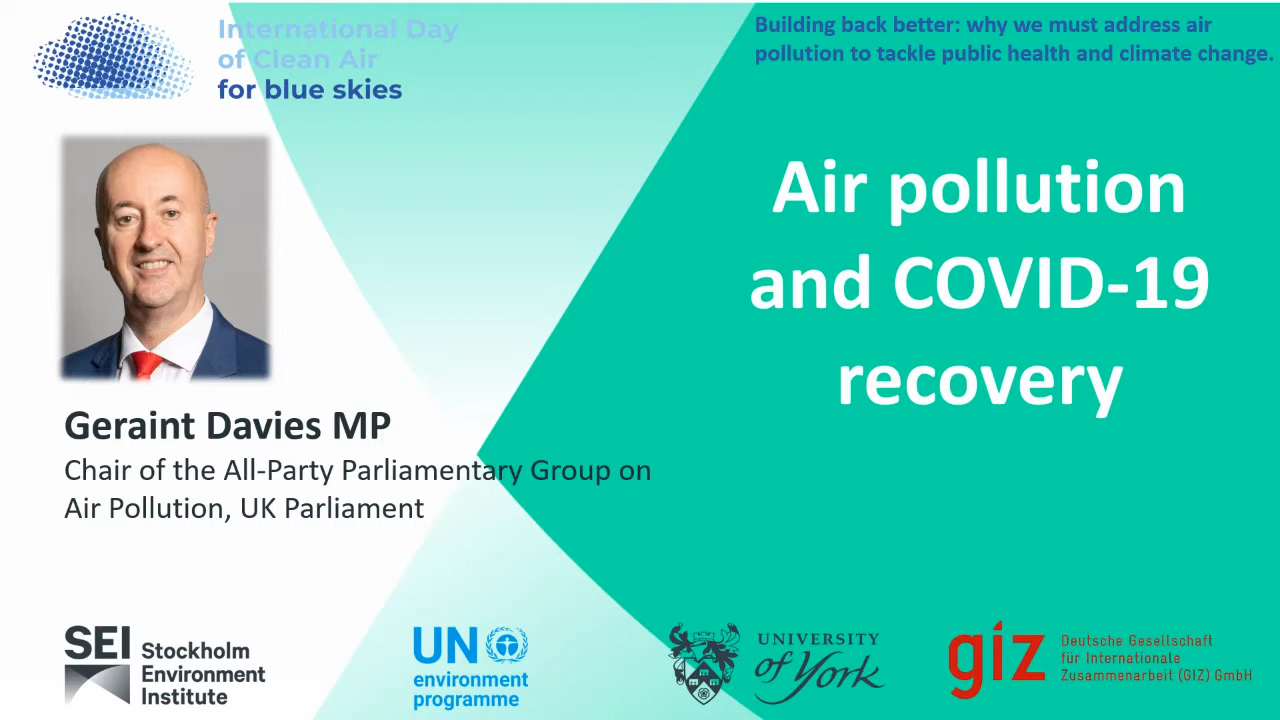 International Day
of Clean Air
for blue skies
Building back better: why we must address air
pollution to tackle public health and climate change.
Air pollution
and COVID-19
recovery
Geraint Davies MP
Chair of the All-Party Parliamentary Group on
Air Pollution, UK Parliament
SEI Stockholm
Environment
Institute
UN
environment
programme
UNIVERSITY
of York
giz Deutsche Gesellschaft
für Internationale
Zusammenarbeit (GIZ) GmbH